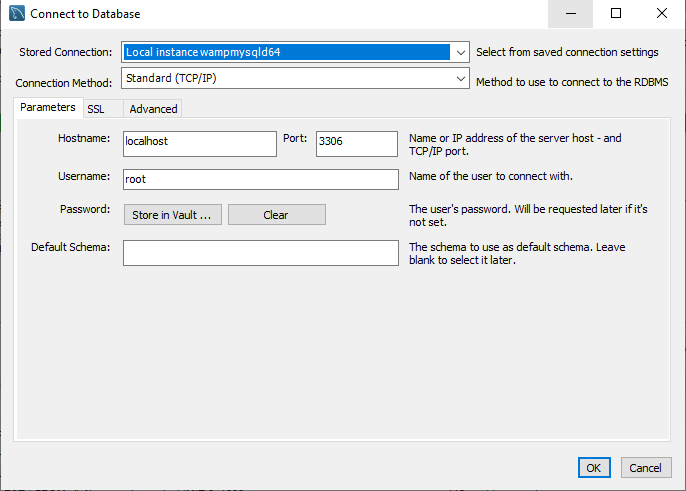 Connect to Database
Stored Connection: Local instance wampmysqld64 Select from saved connection settings
Connection Method: Standard (TCP/IP) Method to use to connect to the RDBMS
Parameters SSL Advanced
Hostname: localhost Port: 3306 Name or IP address of the server host - and
TCP/IP port.
Username: root Name of the user to connect with.
Password: Store in Vault ... Clear The user's password. Will be requested later if it's
not set.
Default Schema: The schema to use as default schema. Leave
blank to select it later.
OK Cancel